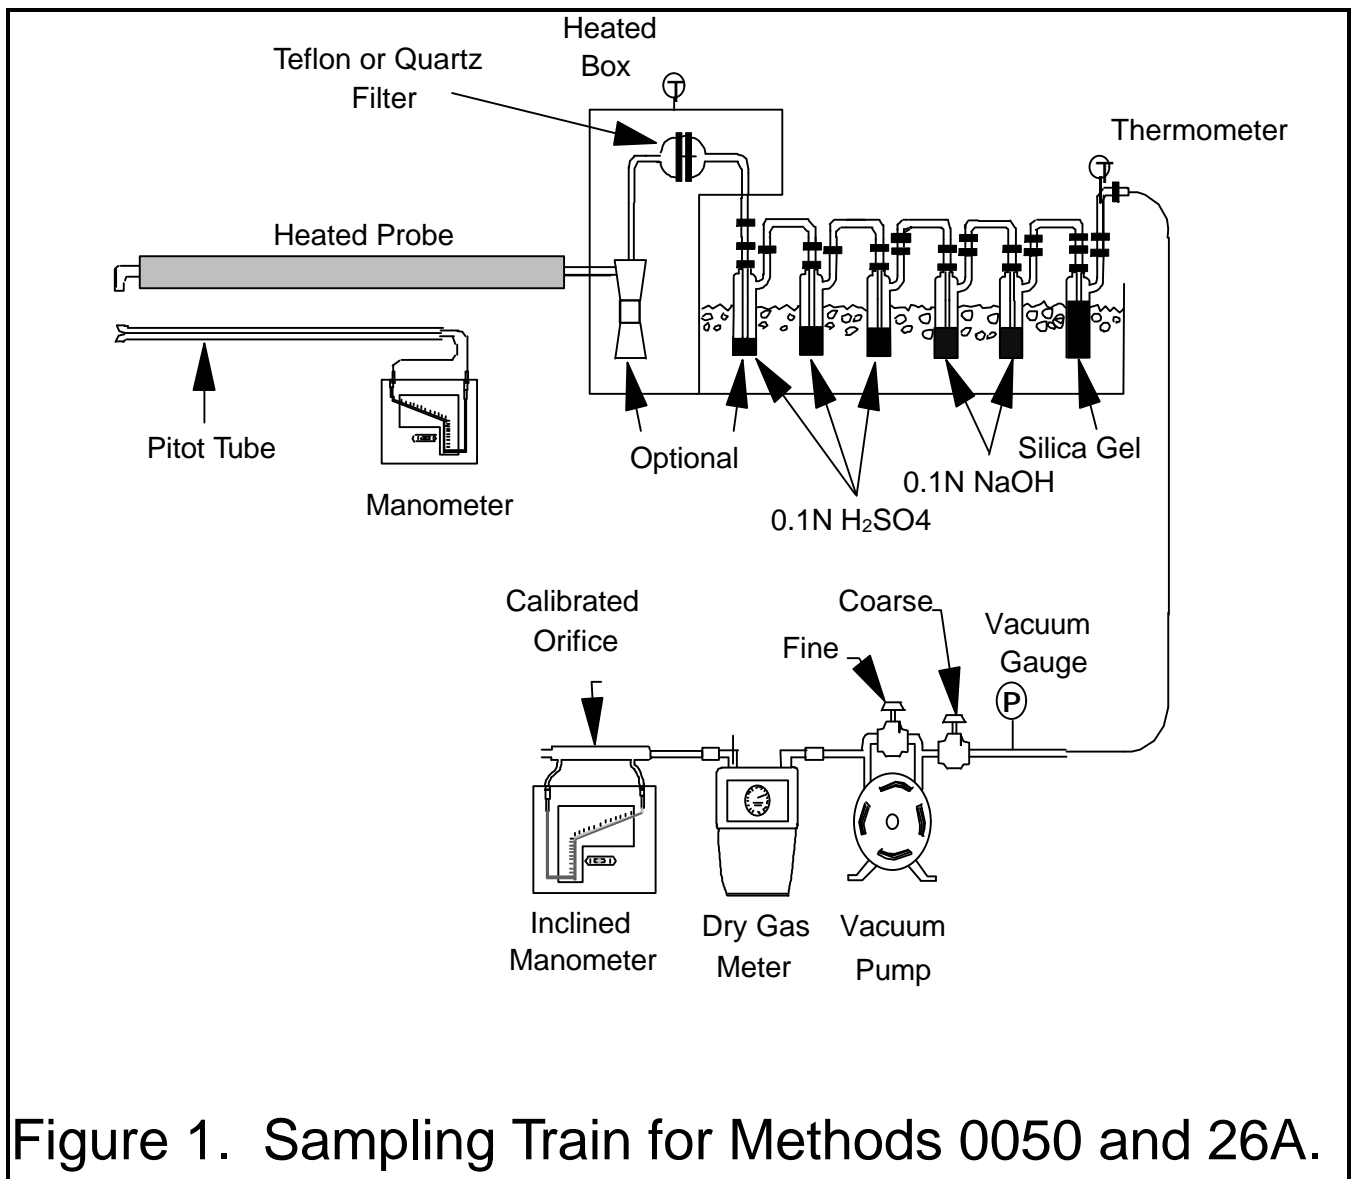 Heated
Box
Teflon or Quartz
Filter
T
Thermometer
T
Heated Probe
Pitot Tube
Manometer
Optional
Silica Gel
0.1N NaOH
0.1N H₂SO4
Calibrated
Orifice
Coarse
Fine
Vacuum
Gauge
P
Inclined
Manometer
Dry Gas
Meter
Vacuum
Pump
Figure 1. Sampling Train for Methods 0050 and 26A.